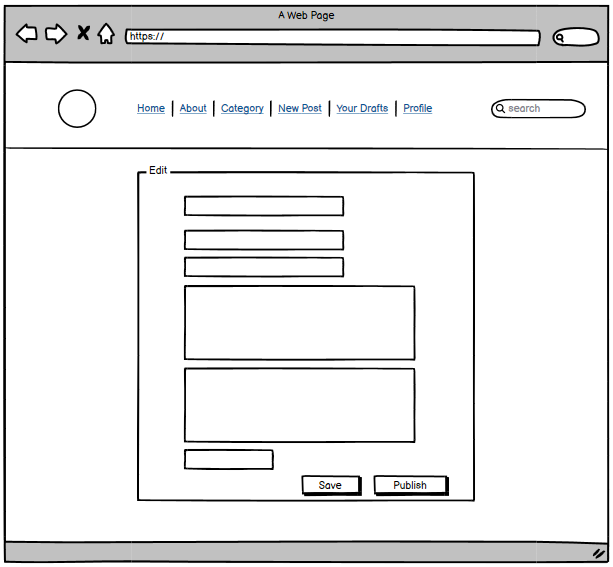 A Web Page
https://
Home About Category New Post Your Drafts Profile search
Edit
Save Publish